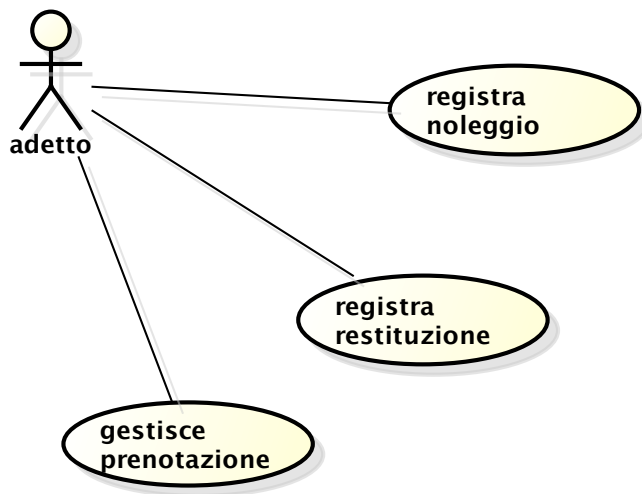 registra
noleggio
adetto
registra
restituzione
gestisce
prenotazione